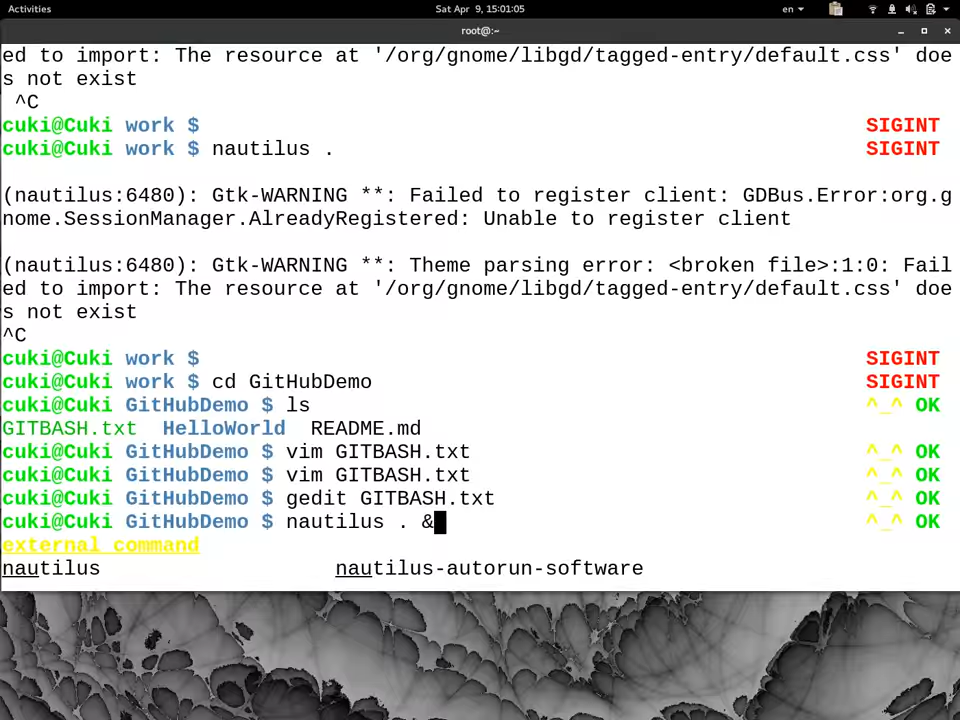 Activities
Sat Apr 9, 15:01:05
en
root@:~
ed to import: The resource at '/org/gnome/libgd/tagged-entry/default.css' doe
s not exist
^C
cuki@Cuki work $ SIGINT
cuki@Cuki work $ nautilus . SIGINT
(nautilus:6480): Gtk-WARNING **: Failed to register client: GDBus.Error:org.g
nome.SessionManager.AlreadyRegistered: Unable to register client
(nautilus:6480): Gtk-WARNING **: Theme parsing error: <broken file>:1:0: Fail
ed to import: The resource at '/org/gnome/libgd/tagged-entry/default.css' doe
s not exist
^C
cuki@Cuki work $ SIGINT
cuki@Cuki work $ cd GitHubDemo SIGINT
cuki@Cuki GitHubDemo $ ls ^_^ OK
GITBASH.txt HelloWorld README.md
cuki@Cuki GitHubDemo $ vim GITBASH.txt ^_^ OK
cuki@Cuki GitHubDemo $ vim GITBASH.txt ^_^ OK
cuki@Cuki GitHubDemo $ gedit GITBASH.txt ^_^ OK
cuki@Cuki GitHubDemo $ nautilus . & ^_^ OK
external command
nautilus nautilus-autorun-software